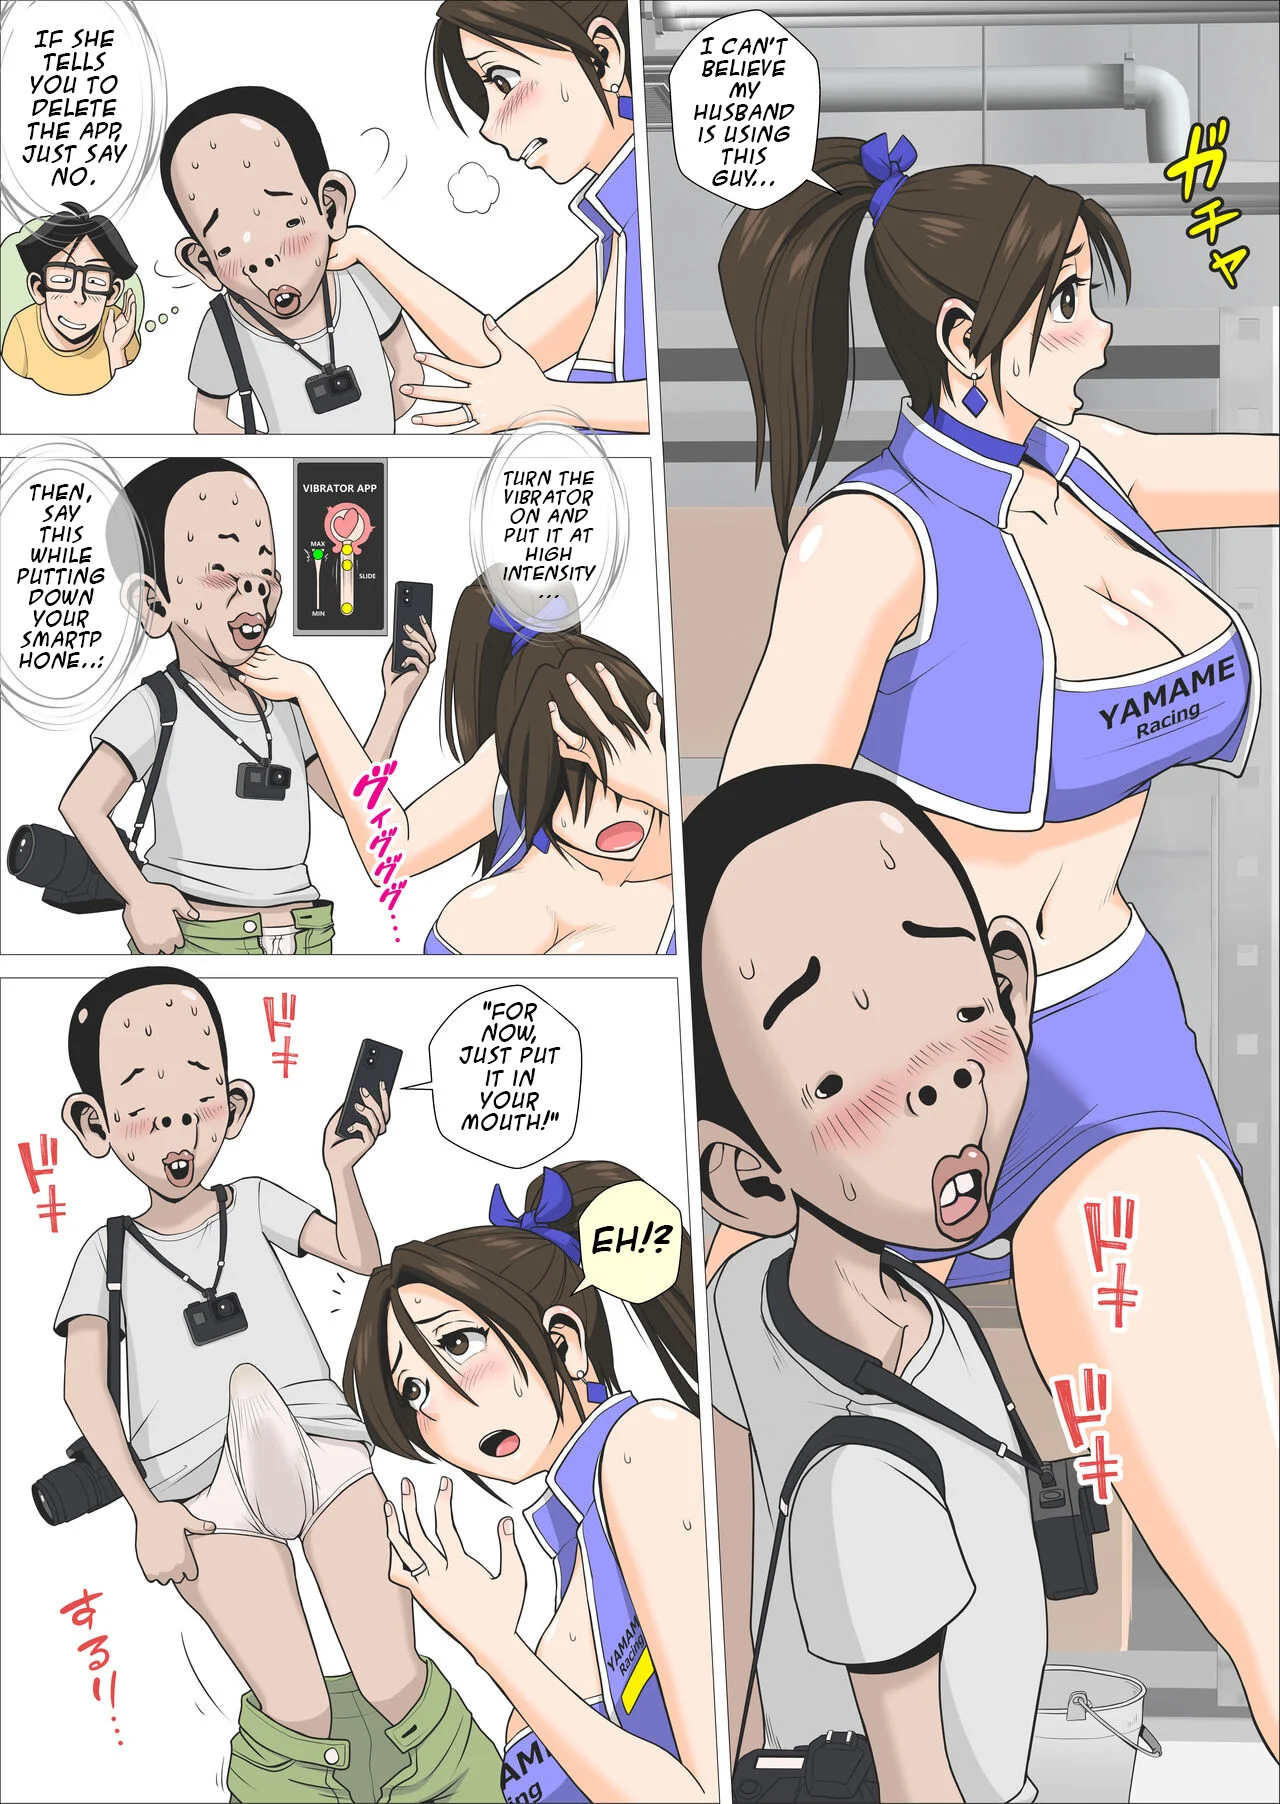 I CAN'T
BELIEVE
MY
HUSBAND
IS USING
THIS
GUY...
ガチャ
YAMAME
Racing
ドキ
ドキ
IF SHE
TELLS
YOU TO
DELETE
THE APP,
JUST SAY
NO.
TURN THE
VIBRATOR
ON AND
PUT IT AT
HIGH
INTENSITY
...
VIBRATOR APP
MAX
SLIDE
MIN
THEN,
SAY
THIS
WHILE
PUTTING
DOWN
YOUR
SMARTP
HONE..:
ヴィヴヴヴ....
"FOR
NOW,
JUST PUT
IT IN
YOUR
MOUTH!"
EH!?
ドキ
ドキ
するり...
YAMAM
Racing
AME
ing